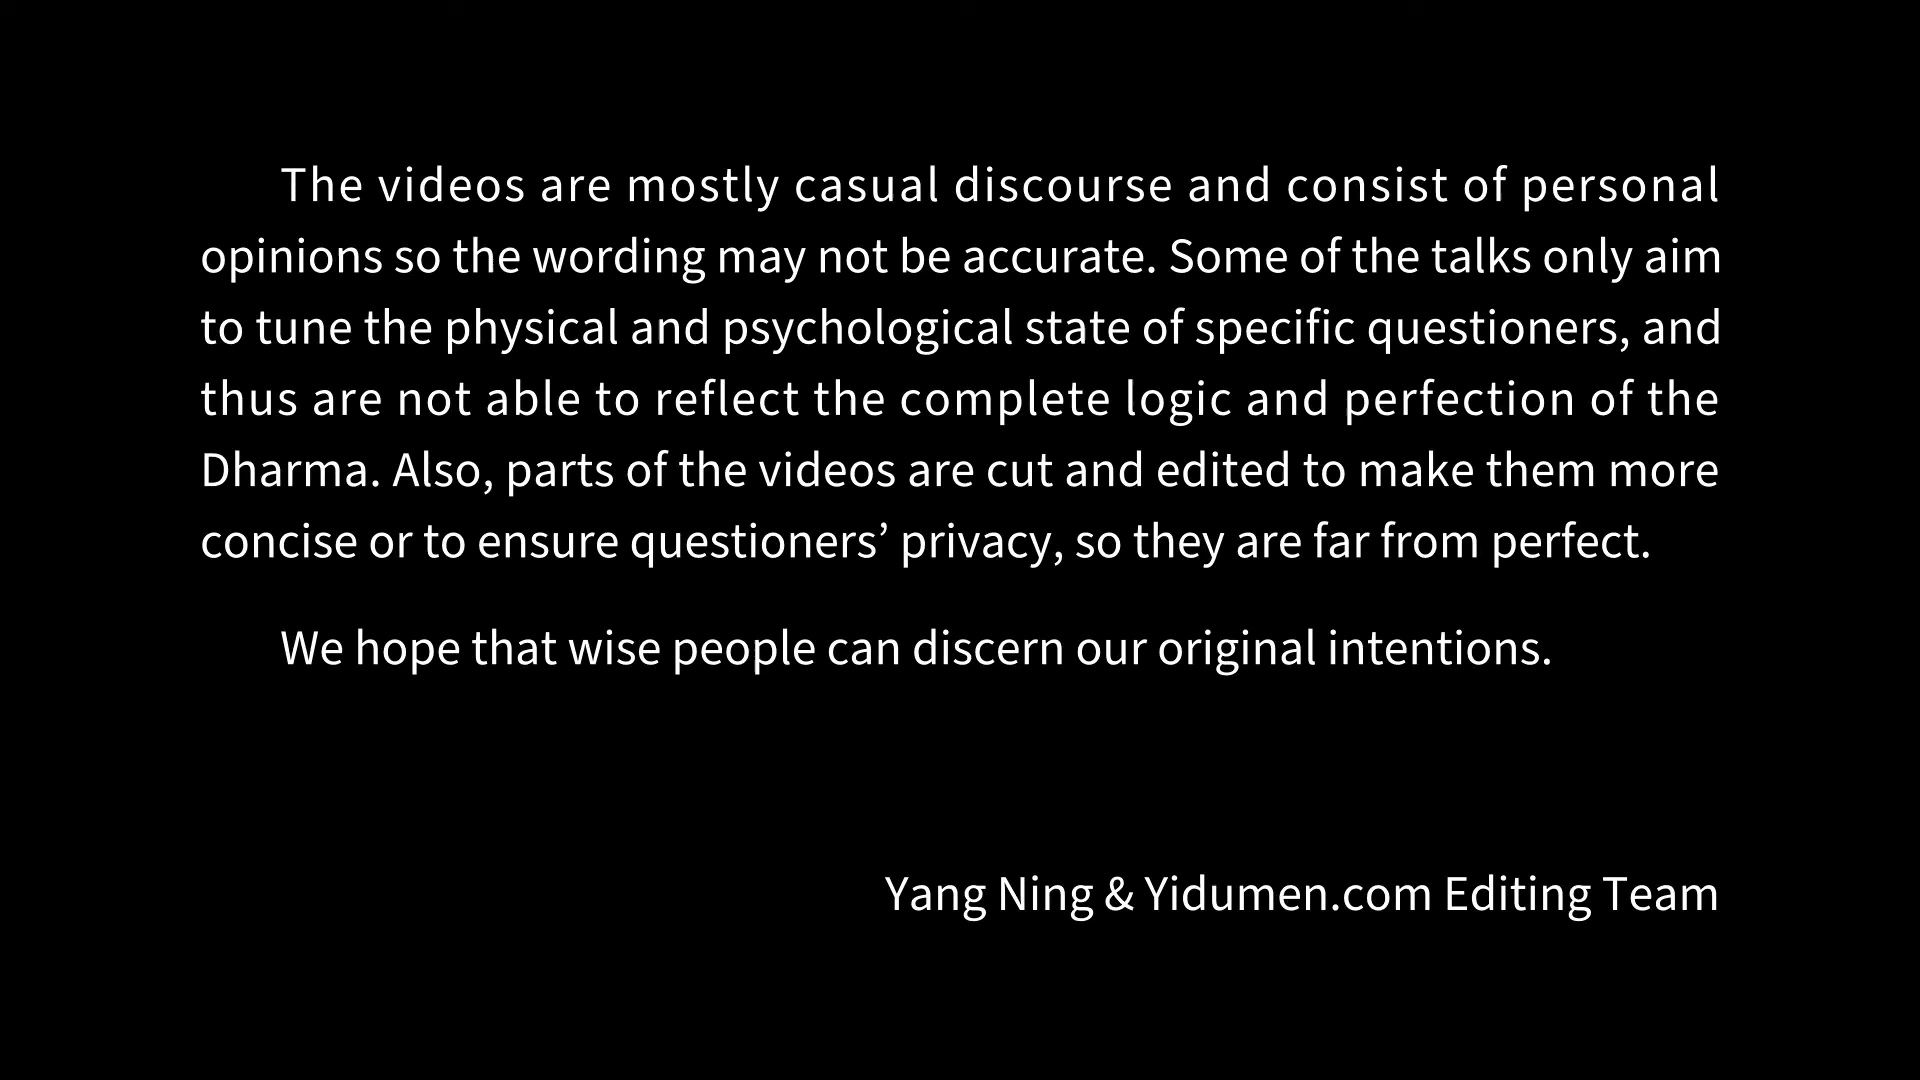 The videos are mostly casual discourse and consist of personal
opinions so the wording may not be accurate. Some of the talks only aim
to tune the physical and psychological state of specific questioners, and
thus are not able to reflect the complete logic and perfection of the
Dharma. Also, parts of the videos are cut and edited to make them more
concise or to ensure questioners’ privacy, so they are far from perfect.
We hope that wise people can discern our original intentions.
Yang Ning & Yidumen.com Editing Team